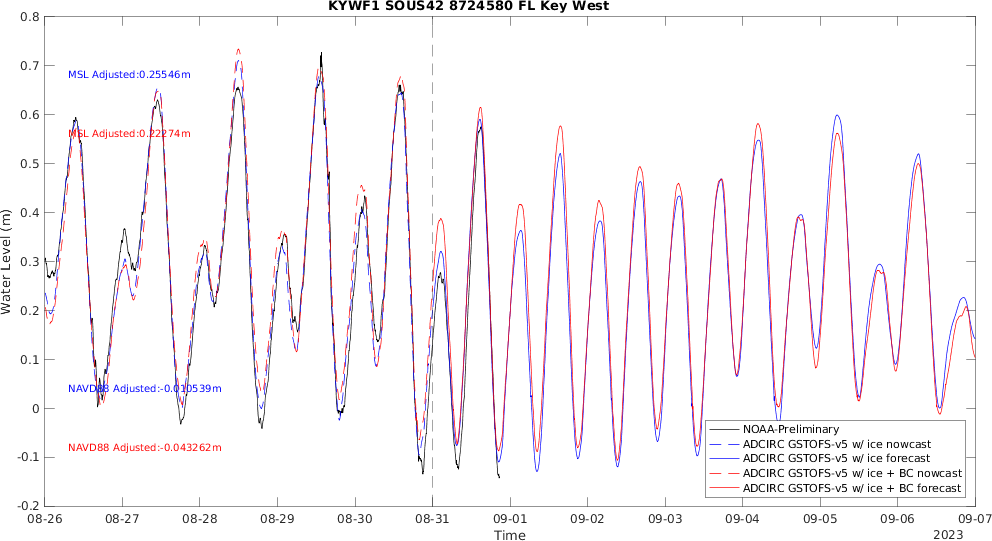 KYWF1 SOUS42 8724580 FL Key West
0.8
0.7
0.6
0.5
0.4
0.3
0.2
0.1
0
-0.1
-0.2
Water Level (m)
MSL Adjusted:0.25546m
MSL Adjusted:0.22274m
NAVD88 Adjusted:-0.010539m
NAVD88 Adjusted:-0.043262m
NOAA-Preliminary
ADCIRC GSTOFS-v5 w/ ice nowcast
ADCIRC GSTOFS-v5 w/ ice forecast
ADCIRC GSTOFS-v5 w/ ice + BC nowcast
ADCIRC GSTOFS-v5 w/ ice + BC forecast
08-26 08-27 08-28 08-29 08-30 08-31 09-01 09-02 09-03 09-04 09-05 09-06 09-07
Time
2023